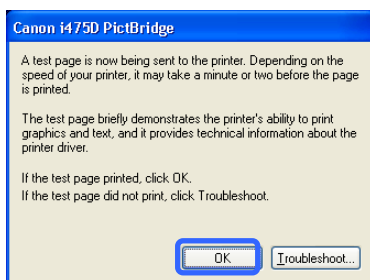 Canon i475D PictBridge
A test page is now being sent to the printer. Depending on the
speed of your printer, it may take a minute or two before the page
is printed.
The test page briefly demonstrates the printer's ability to print
graphics and text, and it provides technical information about the
printer driver.
If the test page printed, click OK.
If the test page did not print, click Troubleshoot.
OK
Troubleshoot...